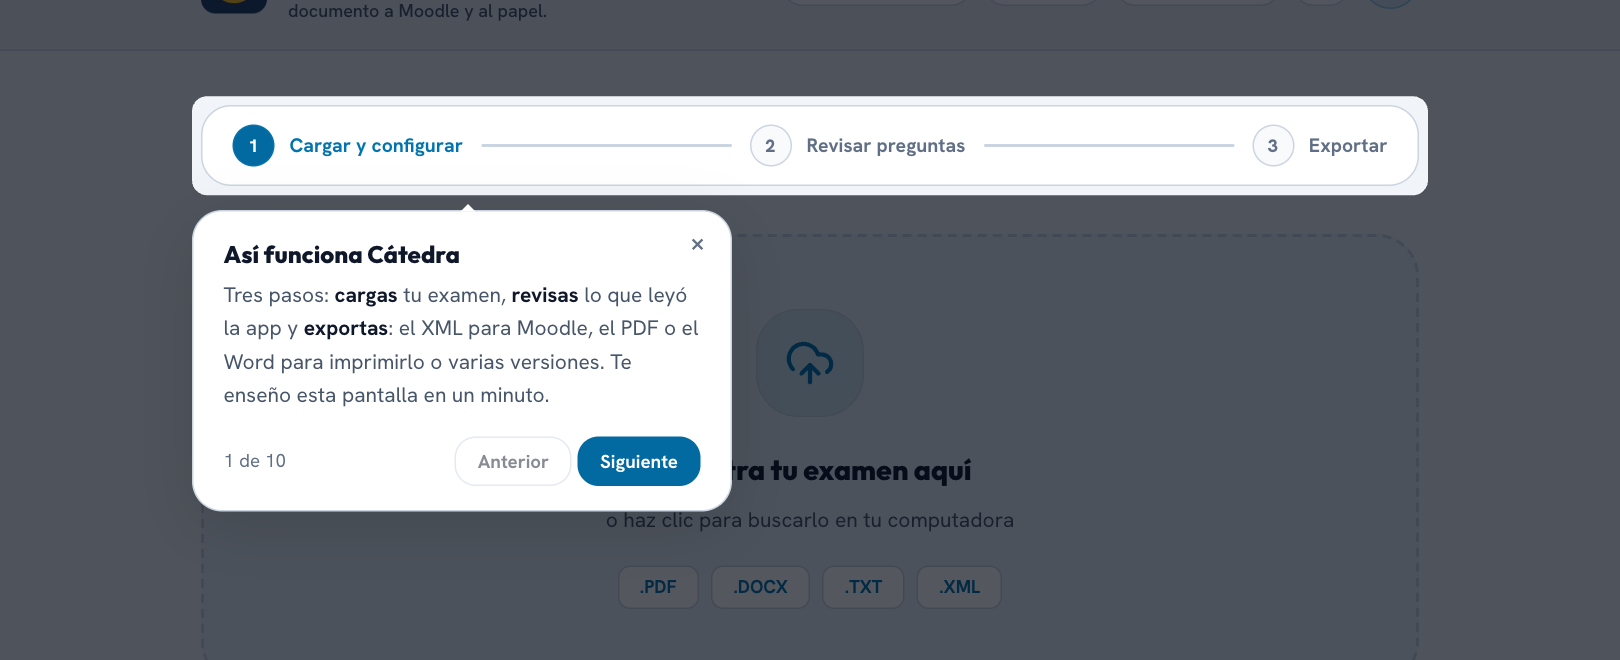 documento a Moodle y al papel.
1 Cargar y configurar
2 Revisar preguntas
3 Exportar
Así funciona Cátedra
×
Tres pasos: cargas tu examen, revisas lo que leyó
la app y exportas: el XML para Moodle, el PDF o el
Word para imprimirlo o varias versiones. Te
enseño esta pantalla en un minuto.
1 de 10
Anterior
Siguiente
tu examen aquí
o haz clic para buscarlo en tu computadora
.PDF
.DOCX
.TXT
.XML